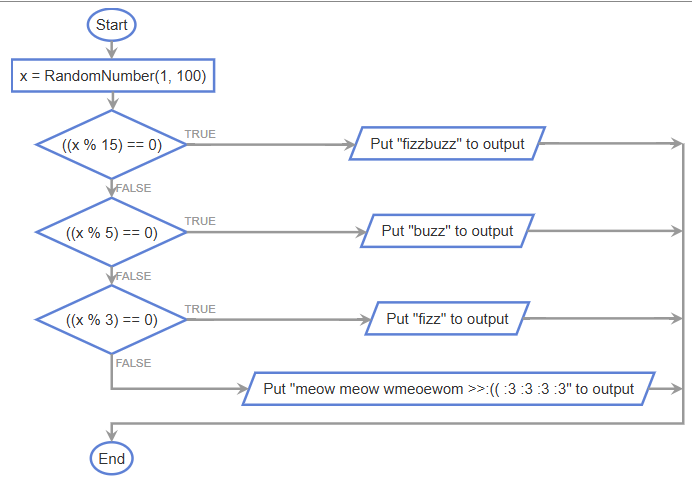 Start
x = RandomNumber(1, 100)
((x % 15) == 0)
TRUE
Put "fizzbuzz" to output
FALSE
((x % 5) == 0)
TRUE
Put "buzz" to output
FALSE
((x % 3) == 0)
TRUE
Put "fizz" to output
FALSE
Put "meow meow wmeoewom >>:(( :3 :3 :3 :3" to output
End